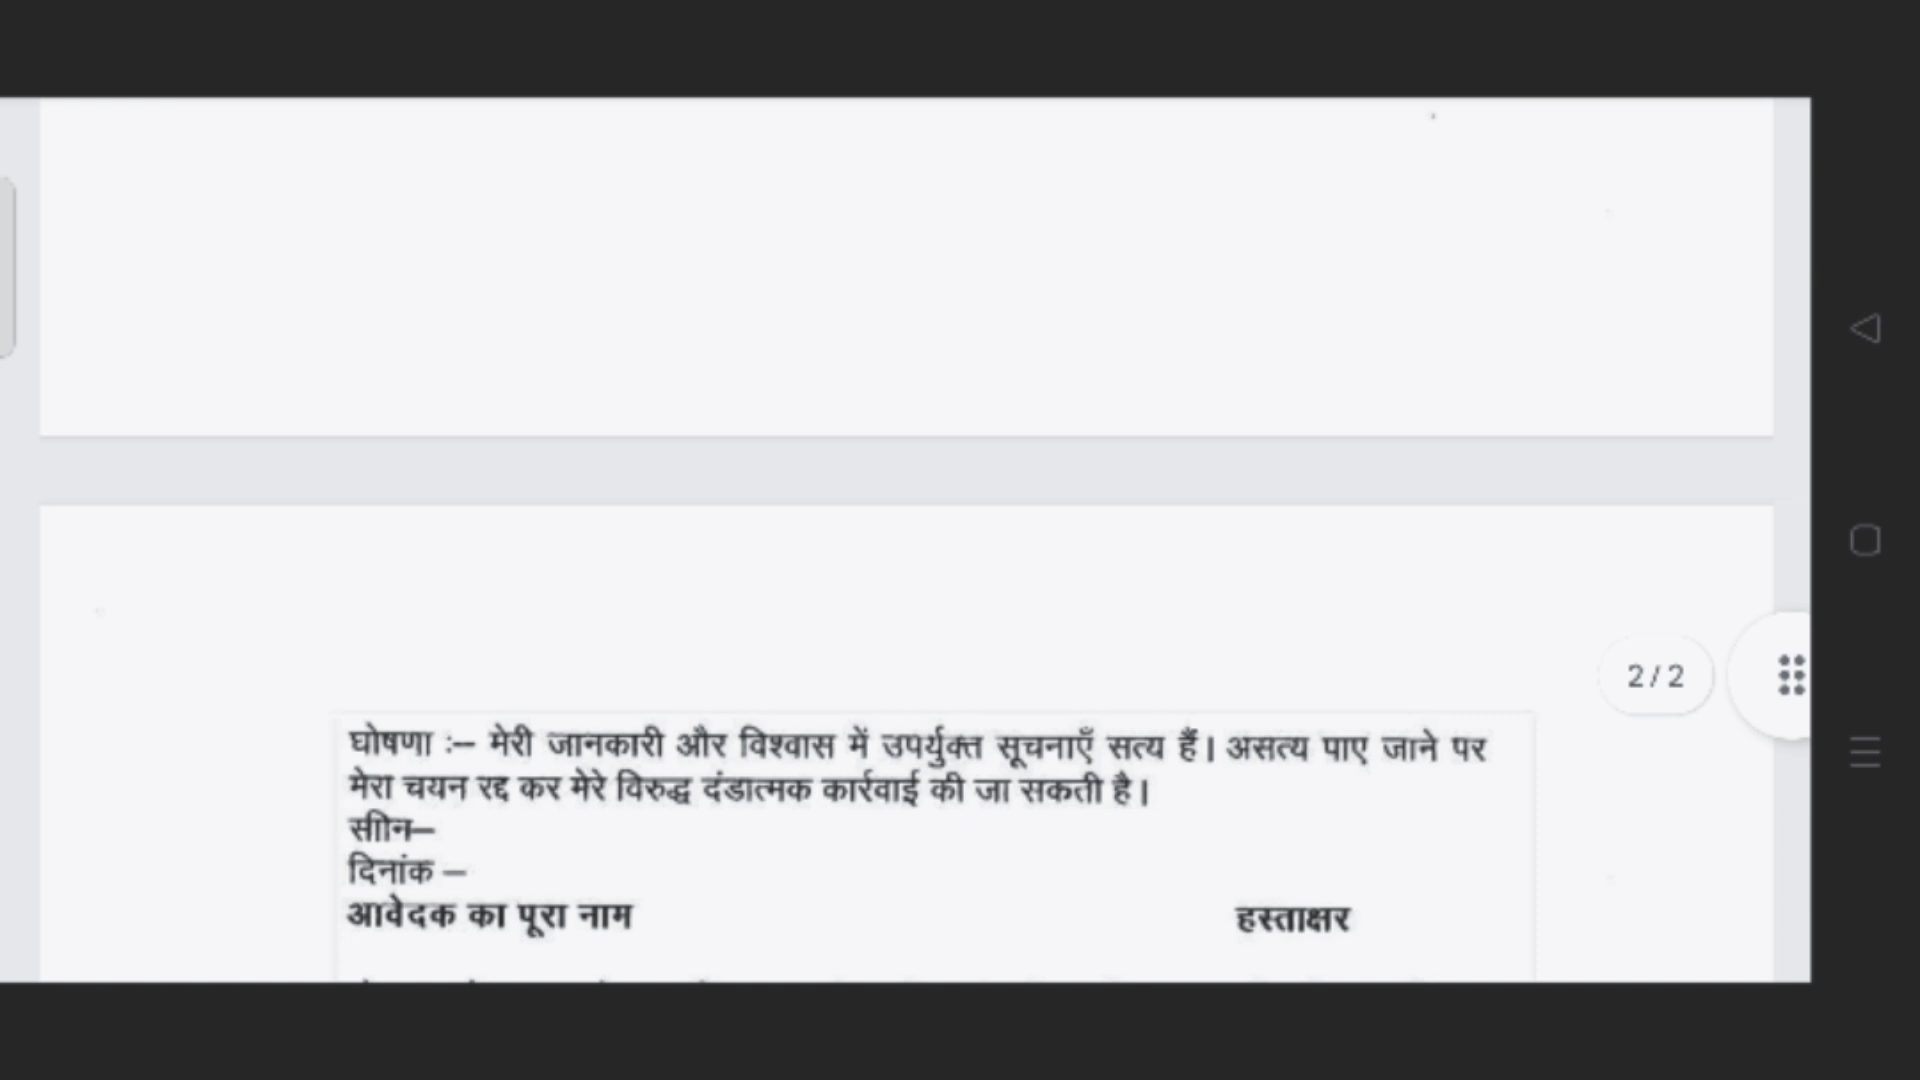 2 / 2
घोषणा :– मेरी जानकारी और विश्वास में उपर्युक्त सूचनाएँ सत्य हैं। असत्य पाए जाने पर
मेरा चयन रद्द कर मेरे विरुद्ध दंडात्मक कार्रवाई की जा सकती है।
सीान–
दिनांक –
आवेदक का पूरा नाम हस्ताक्षर